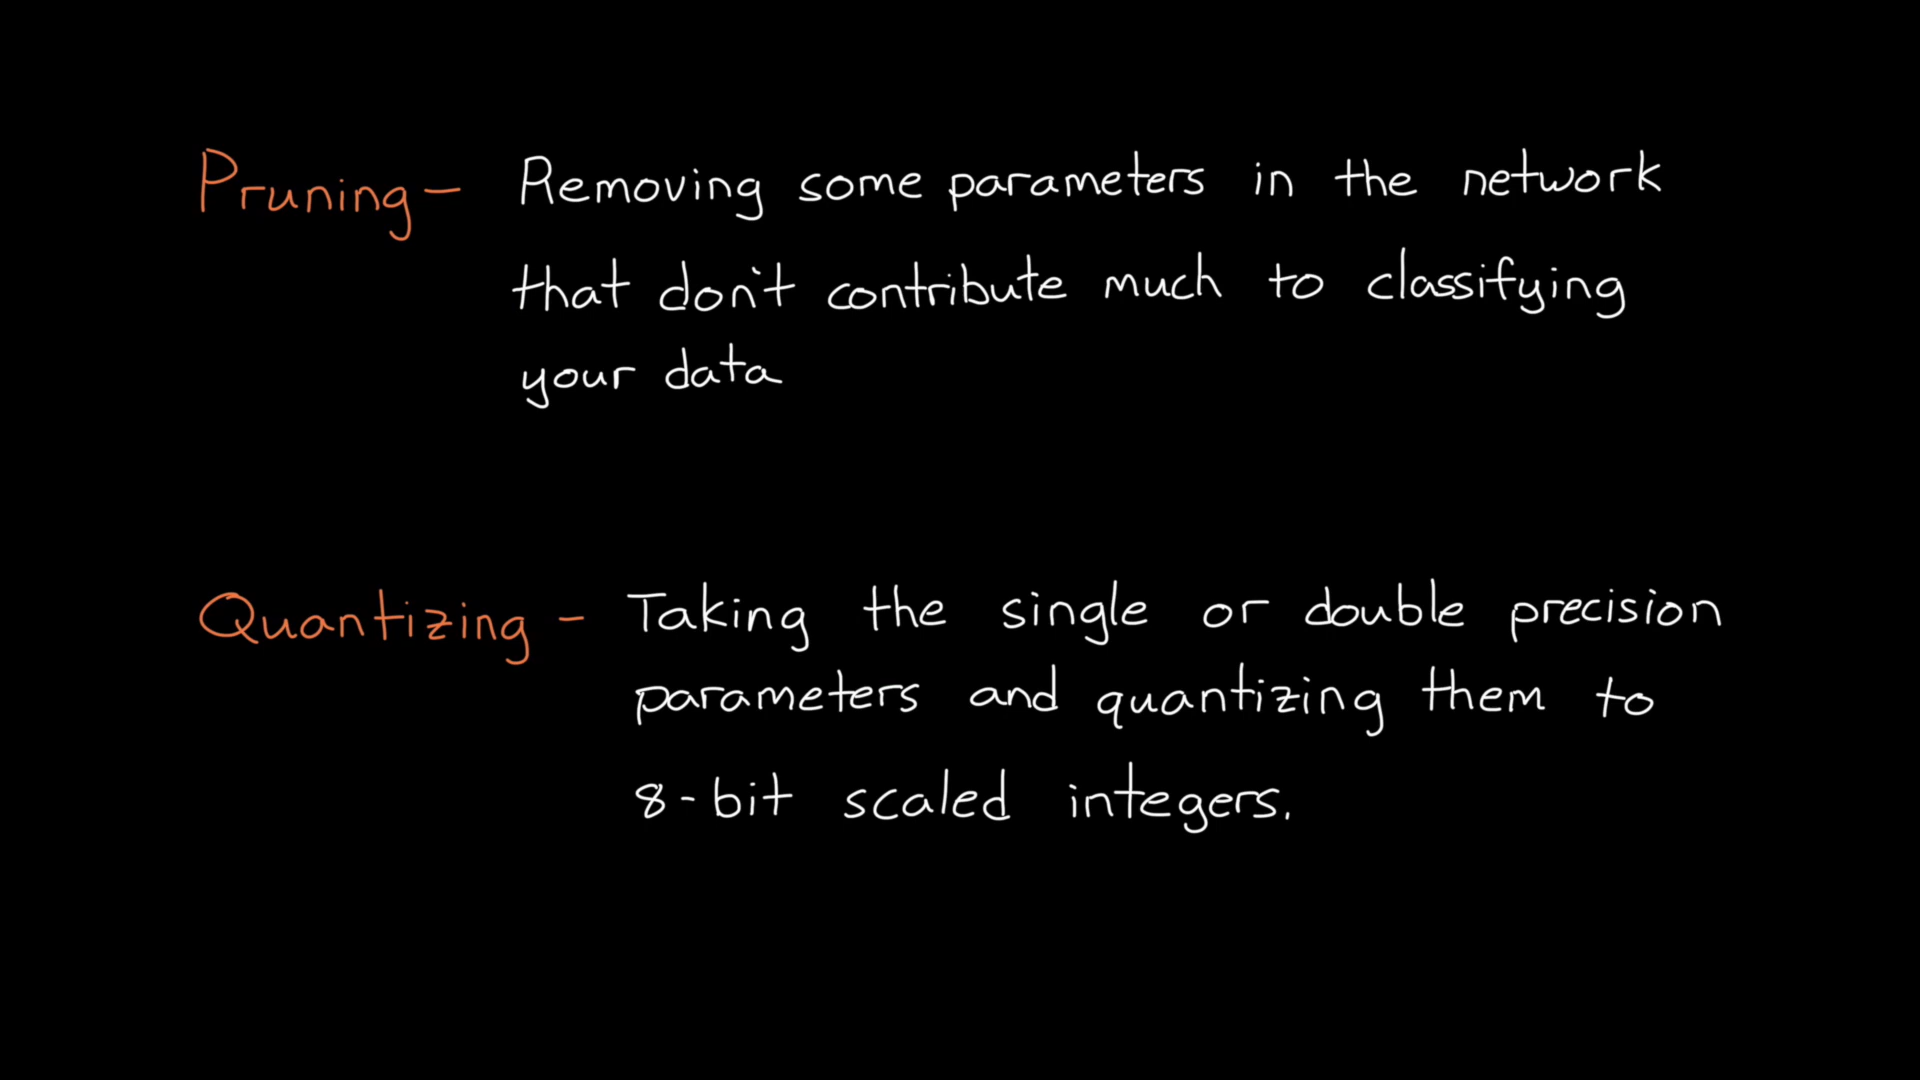 Pruning - Removing some parameters in the network
that don't contribute much to classifying
your data
Quantizing - Taking the single or double precision
parameters and quantizing them to
8-bit scaled integers.